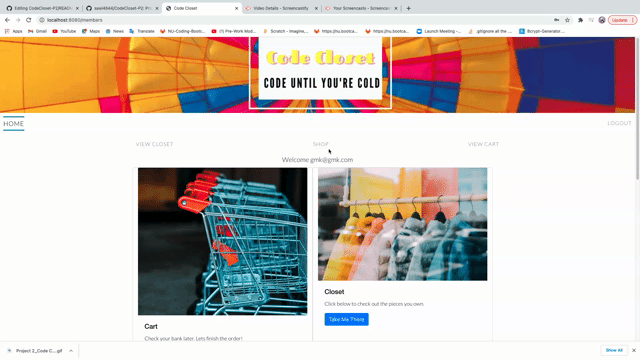 Editing CodeCloset-P2/READ
sawi4644/CodeCloset-P2: Pr
Code Closet
Video Details - Screencastify
Your Screencasts - Screencast
localhost:8080/members
Update
Apps
Gmail
YouTube
Maps
News
Translate
NU-Coding-Bootc...
(1) Pre-Work Mod...
Scratch - Imagine,...
https://nu.bootca...
https://nu.bootca...
Launch Meeting -...
.gitignore all the ...
Bcrypt-Generator...
Code Closet
CODE UNTIL YOU'RE COLD
HOME
LOGOUT
VIEW CLOSET
SHOP
VIEW CART
Welcome gmk@gmk.com
Cart
Check your bank later. Lets finish the order!
Closet
Click below to check out the pieces you own.
Take Me There
Project 2_Code C....gif
Show All